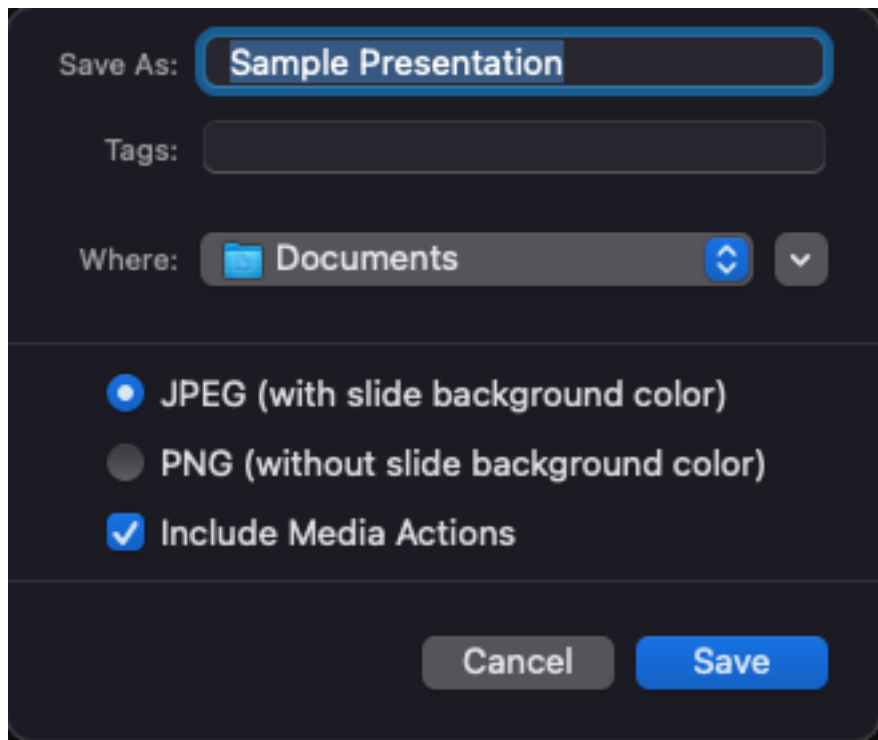 Save As: Sample Presentation
Tags:
Where: Documents
JPEG (with slide background color)
PNG (without slide background color)
Include Media Actions
Cancel Save